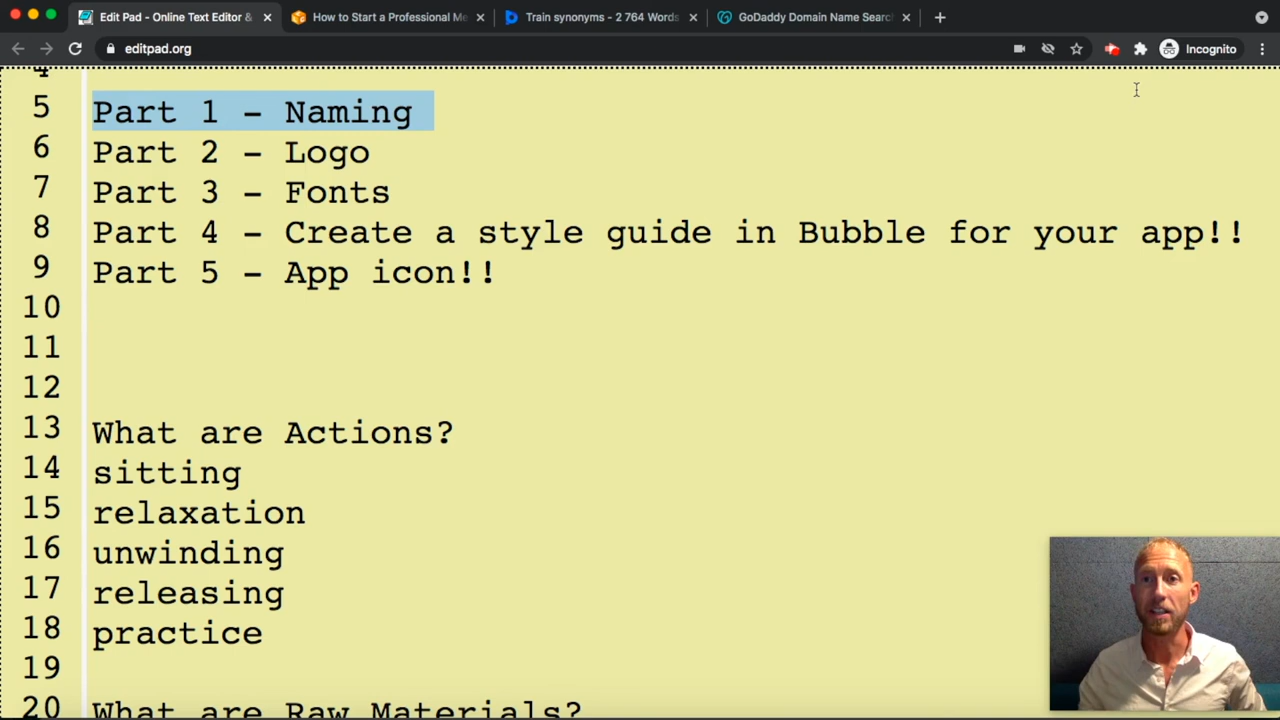 Edit Pad - Online Text Editor &
How to Start a Professional Me
Train synonyms - 2 764 Words
GoDaddy Domain Name Searc
editpad.org
Incognito
4
5 Part 1 - Naming
6 Part 2 - Logo
7 Part 3 - Fonts
8 Part 4 - Create a style guide in Bubble for your app!!
9 Part 5 - App icon!!
10
11
12
13 What are Actions?
14 sitting
15 relaxation
16 unwinding
17 releasing
18 practice
19
20 What are Raw Materials?